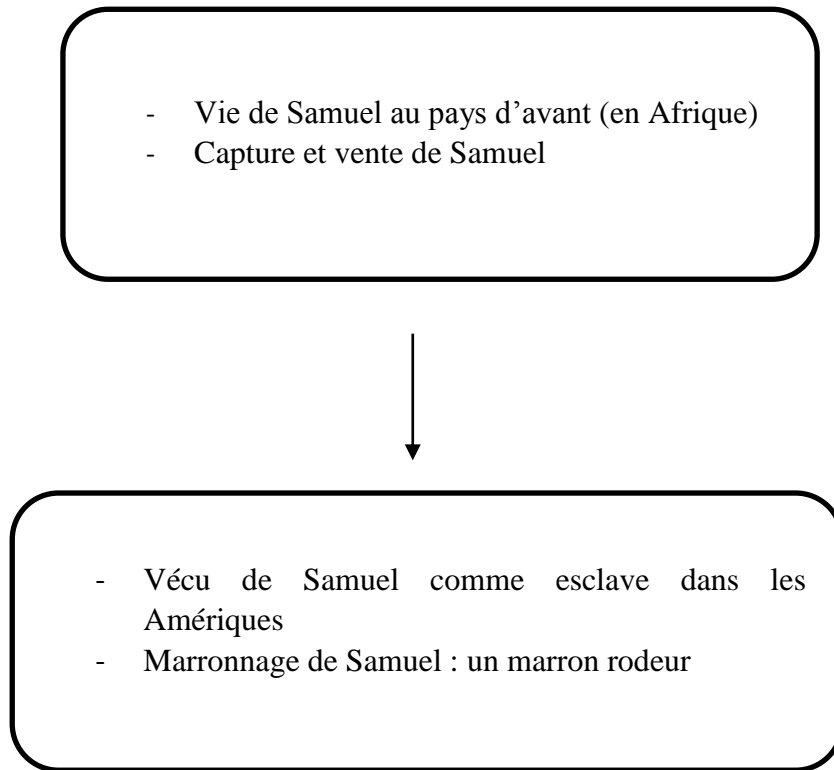 - Vie de Samuel au pays d’avant (en Afrique)
- Capture et vente de Samuel
- Vécu de Samuel comme esclave dans les
Amériques
- Marronnage de Samuel : un marron rodeur